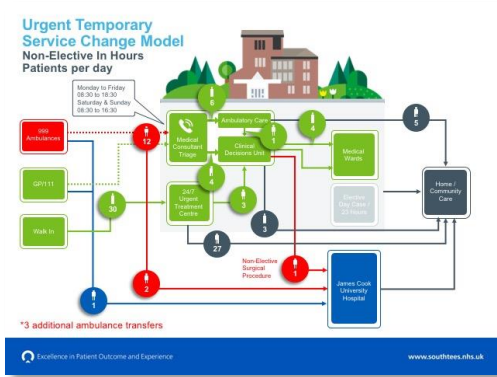 Urgent Temporary
Service Change Model
Non-Elective In Hours
Patients per day
Monday to Friday
08:30 to 18:30
Saturday & Sunday
08:30 to 16:30
6
Ambulatory Care
5
999
Ambulances
12
Medical
Consultant
Triage
1
4
Clinical
Decisions Unit
Medical
Wards
GP/111
4
24/7
Urgent
Treatment
Centre
3
Elective
Day Case /
23 Hours
Home /
Community
Care
Walk In
30
3
27
Non-Elective
Surgical
Procedure
1
James Cook
University
Hospital
2
1
*3 additional ambulance transfers
Excellence in Patient Outcome and Experience
www.southtees.nhs.uk